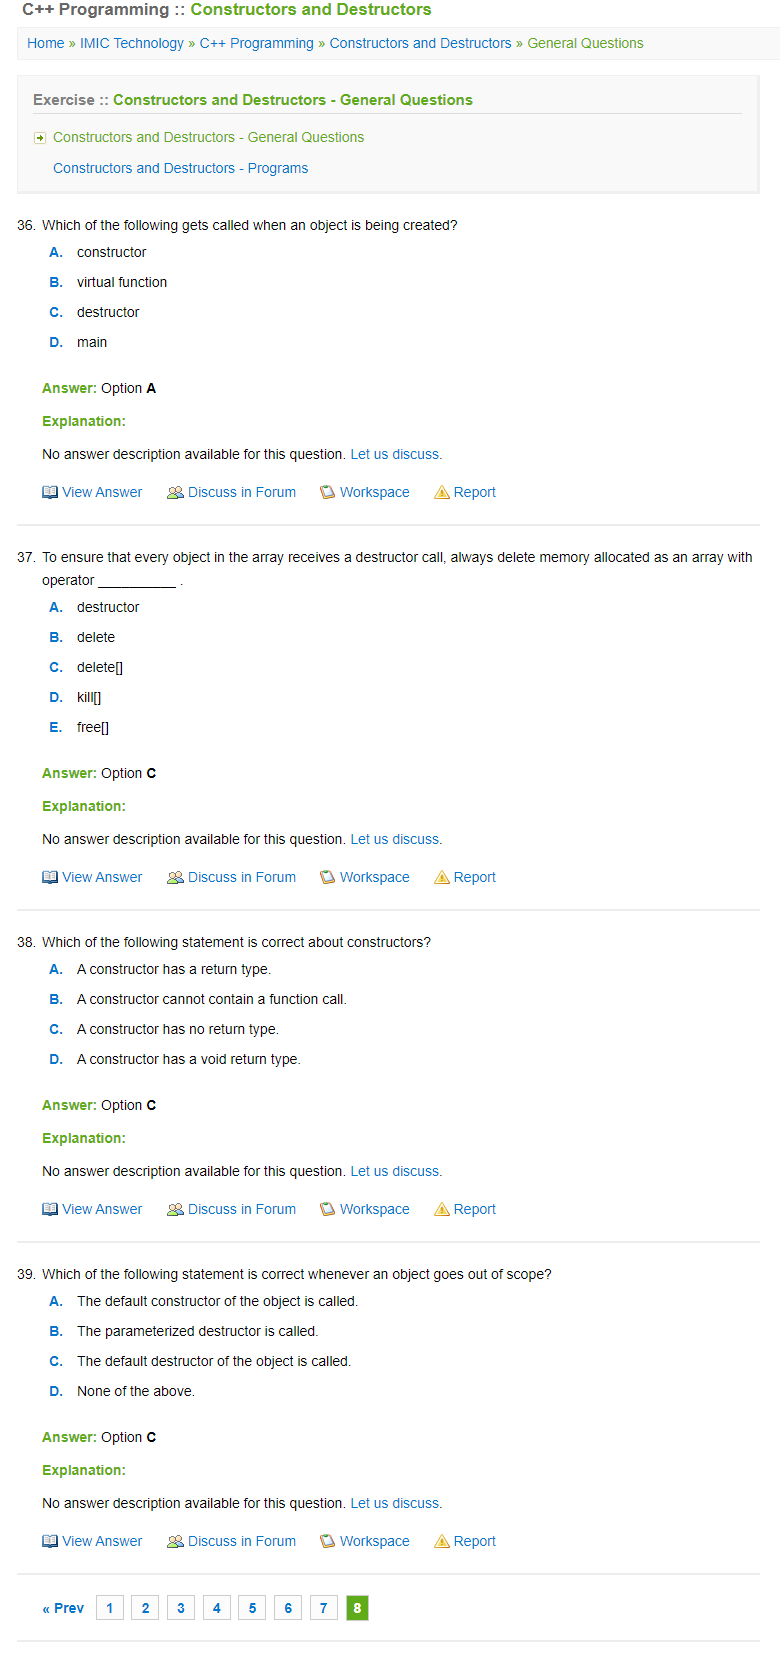 C++ Programming :: Constructors and Destructors
Home » IMIC Technology » C++ Programming » Constructors and Destructors » General Questions
Exercise :: Constructors and Destructors - General Questions
Constructors and Destructors - General Questions
Constructors and Destructors - Programs
36. Which of the following gets called when an object is being created?
A. constructor
B. virtual function
C. destructor
D. main
Answer: Option A
Explanation:
No answer description available for this question. Let us discuss.
View Answer Discuss in Forum Workspace Report
37. To ensure that every object in the array receives a destructor call, always delete memory allocated as an array with
operator __________ .
A. destructor
B. delete
C. delete[]
D. kill[]
E. free[]
Answer: Option C
Explanation:
No answer description available for this question. Let us discuss.
View Answer Discuss in Forum Workspace Report
38. Which of the following statement is correct about constructors?
A. A constructor has a return type.
B. A constructor cannot contain a function call.
C. A constructor has no return type.
D. A constructor has a void return type.
Answer: Option C
Explanation:
No answer description available for this question. Let us discuss.
View Answer Discuss in Forum Workspace Report
39. Which of the following statement is correct whenever an object goes out of scope?
A. The default constructor of the object is called.
B. The parameterized destructor is called.
C. The default destructor of the object is called.
D. None of the above.
Answer: Option C
Explanation:
No answer description available for this question. Let us discuss.
View Answer Discuss in Forum Workspace Report
« Prev 1 2 3 4 5 6 7 8